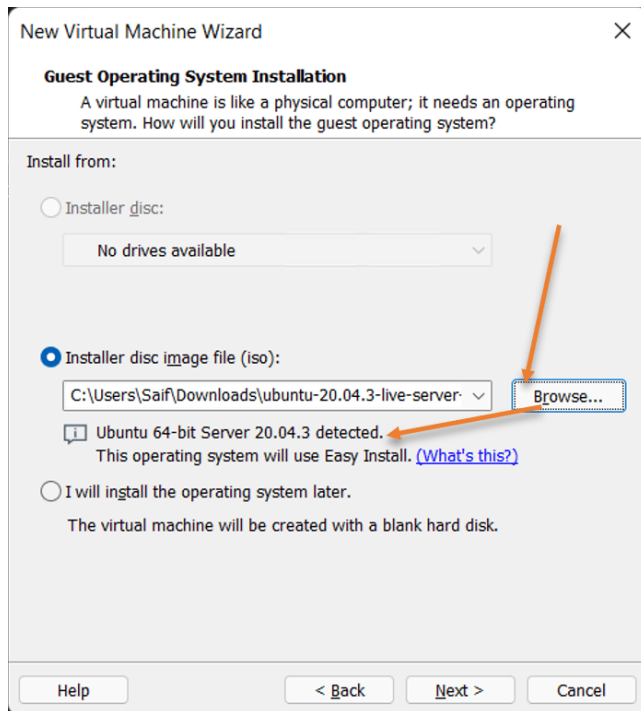 New Virtual Machine Wizard
Guest Operating System Installation
A virtual machine is like a physical computer; it needs an operating
system. How will you install the guest operating system?
Install from:
Installer disc:
No drives available
Installer disc image file (iso):
C:\Users\Saif\Downloads\ubuntu-20.04.3-live-server- Browse...
Ubuntu 64-bit Server 20.04.3 detected.
This operating system will use Easy Install. (What's this?)
I will install the operating system later.
The virtual machine will be created with a blank hard disk.
Help < Back Next > Cancel